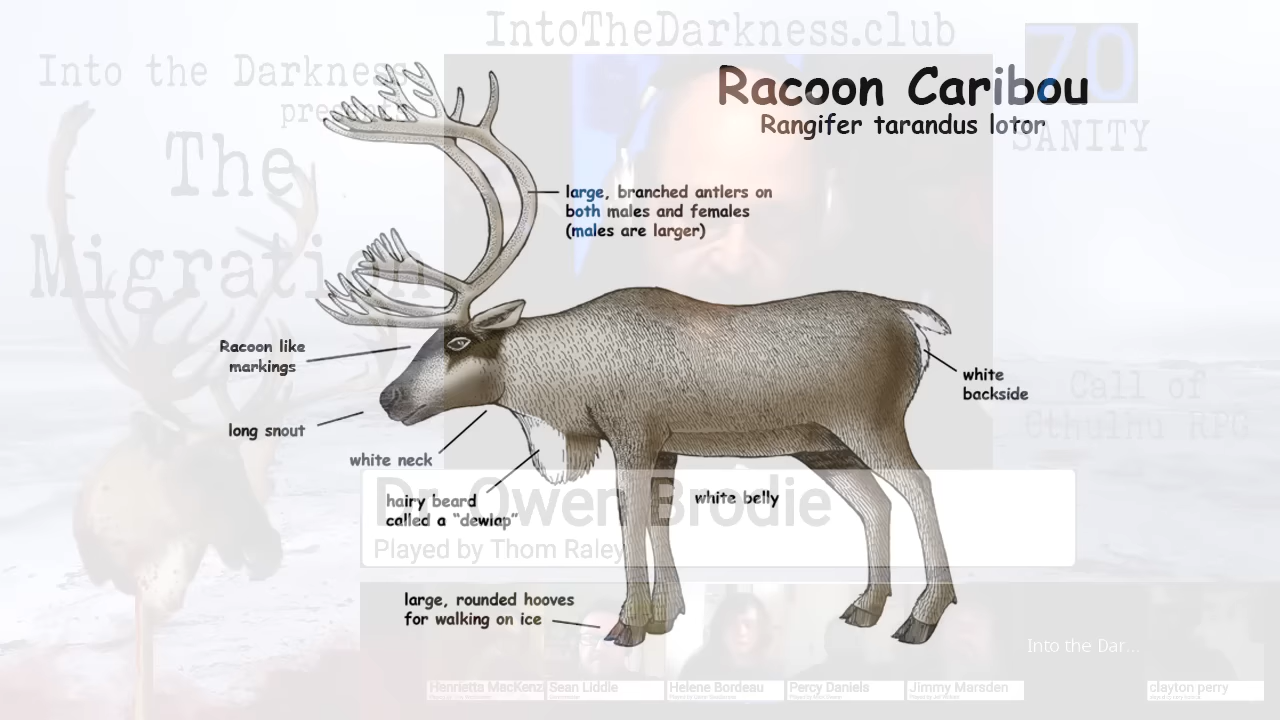 IntoTheDarkness.club
Into the Darkness
presents
The
Migration
70
SANITY
Racoon Caribou
Rangifer tarandus lotor
large, branched antlers on
both males and females
(males are larger)
Racoon like
markings
long snout
white neck
hairy beard
called a “dewlap”
white belly
white
backside
large, rounded hooves
for walking on ice
Call of
Cthulhu RPG
Dr Owen Brodie
Played by Thom Raley
Into the Dar...
Henrietta MacKenzi
Sean Liddle
Helene Bordeau
Percy Daniels
Jimmy Marsden
clayton perry